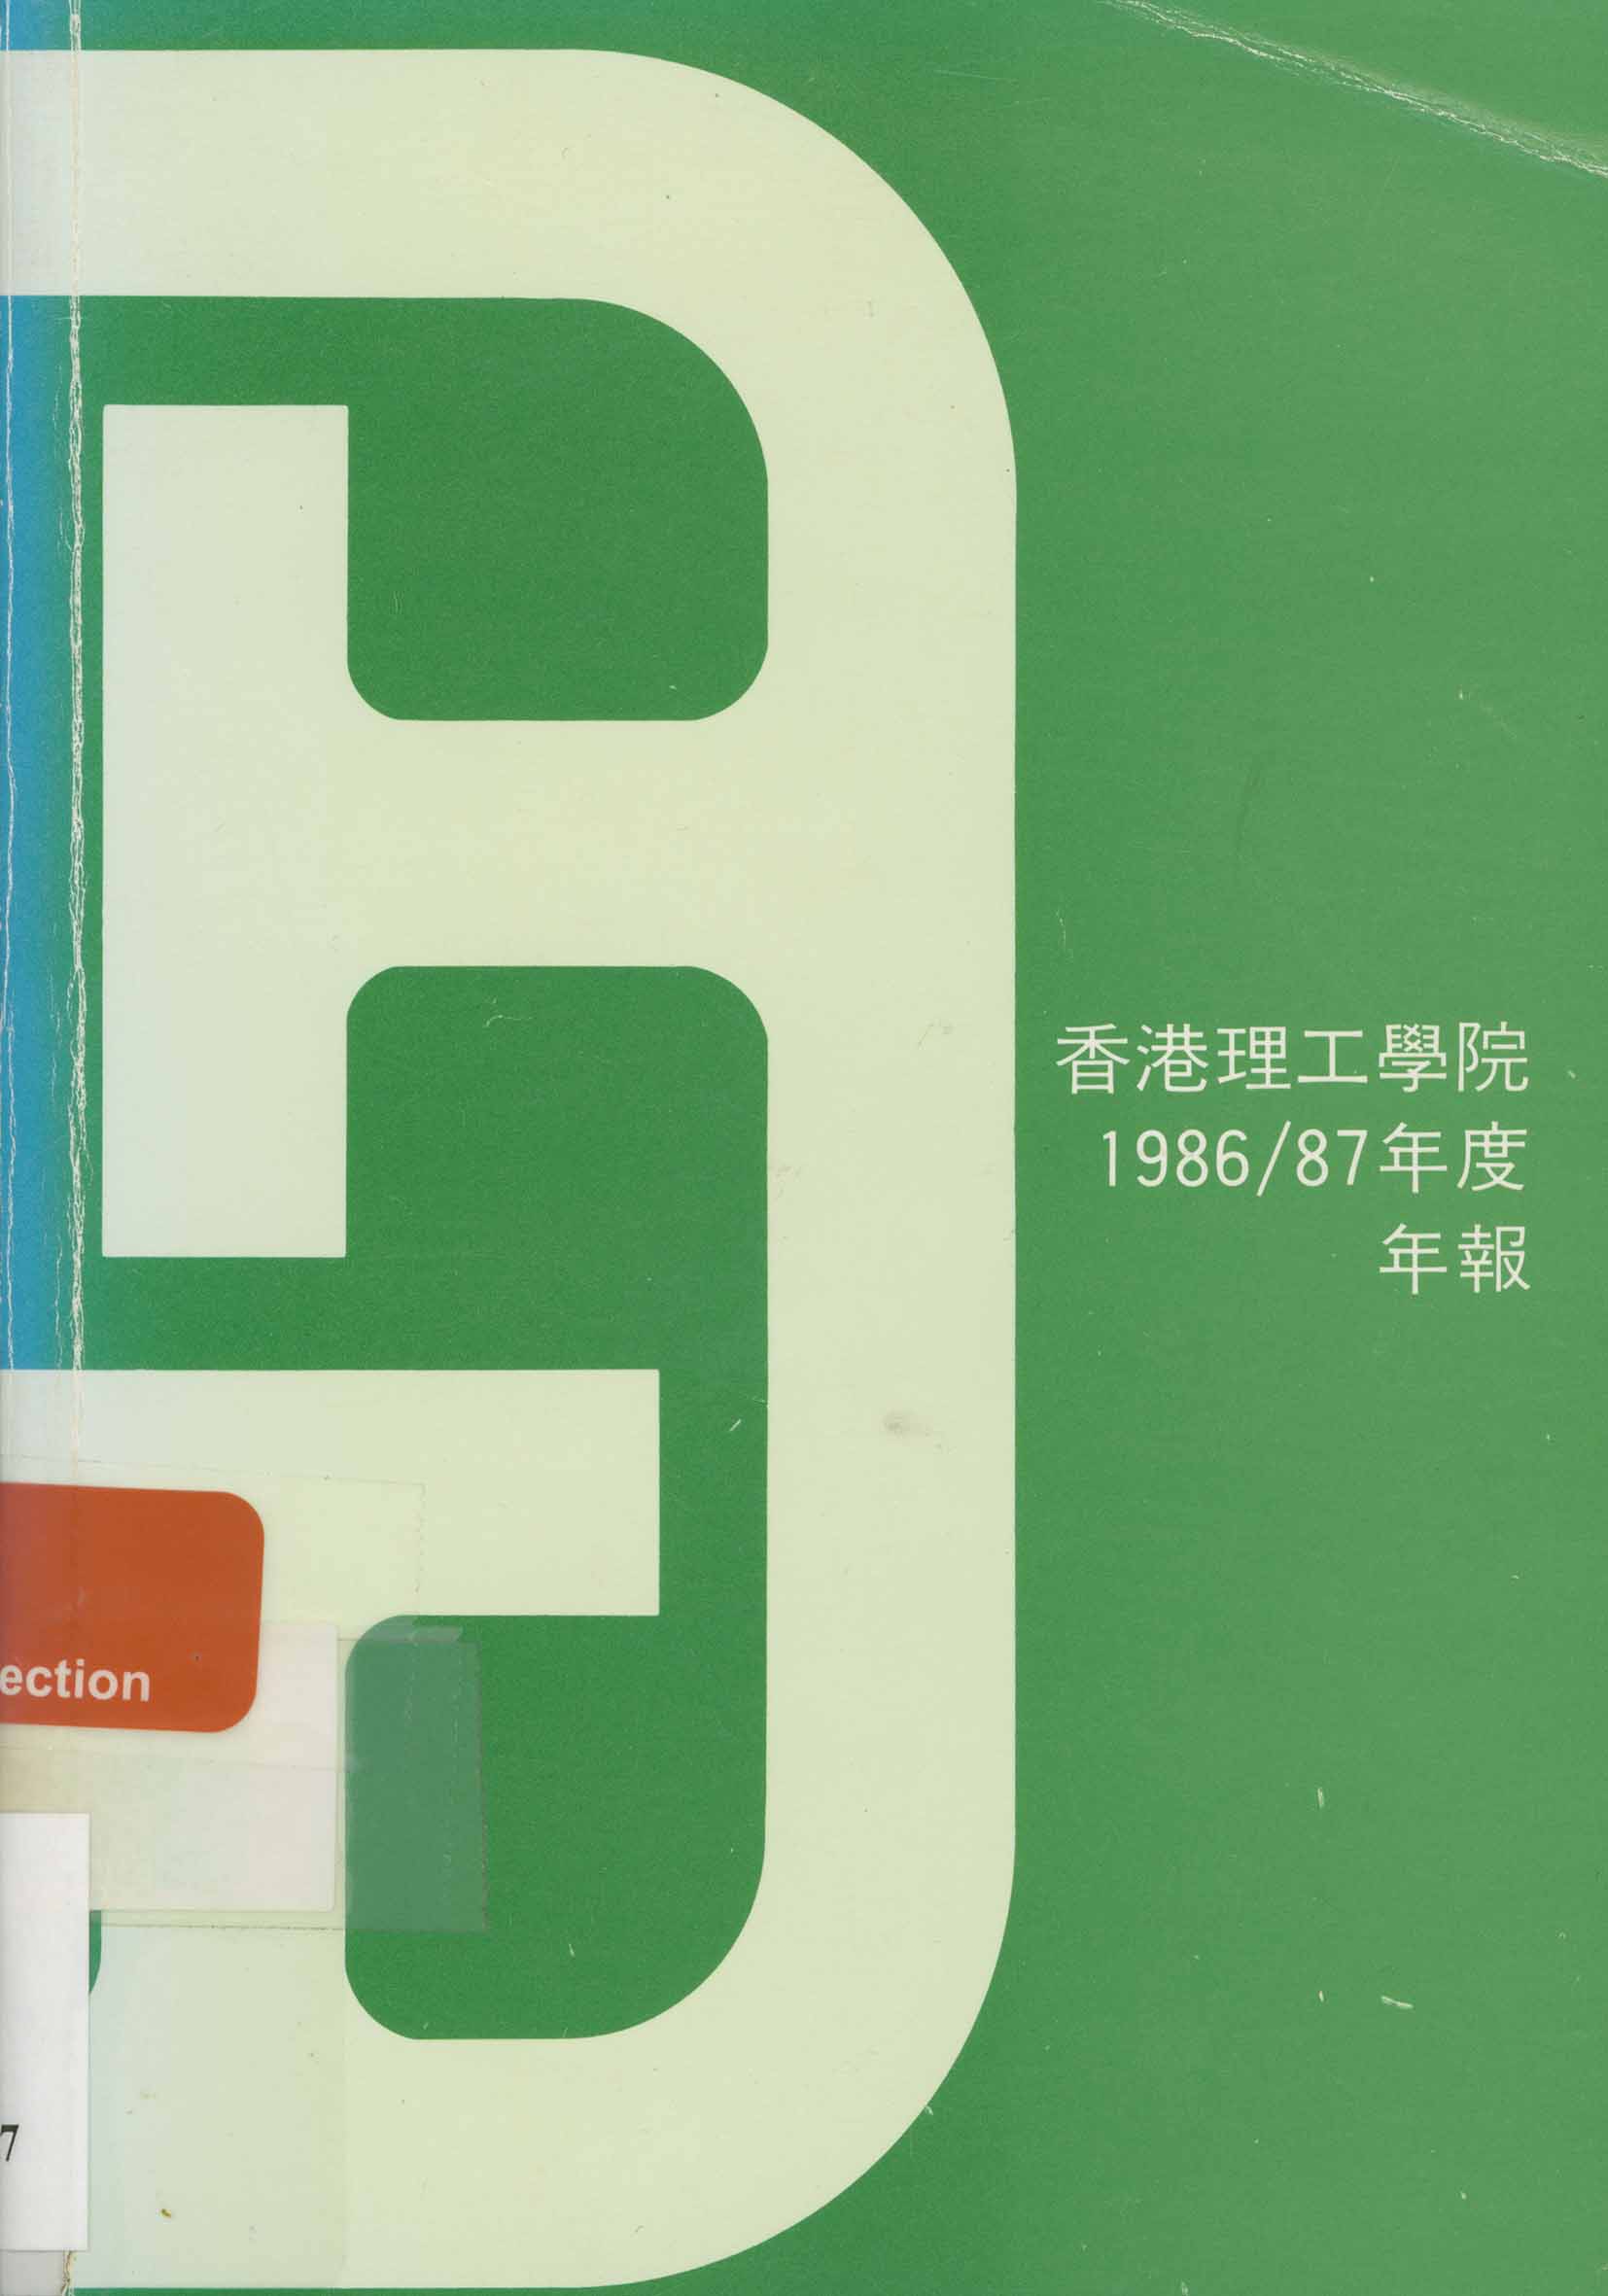 香港理工學院
1986/87年度
年報
ection
7